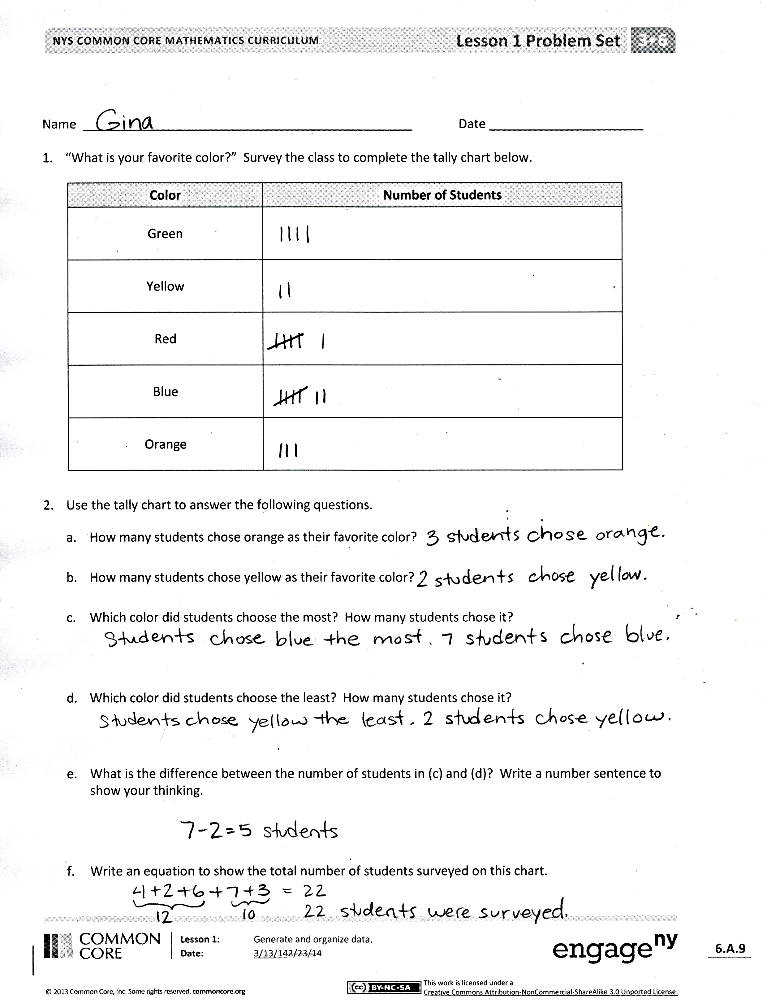 NYS COMMON CORE MATHEMATICS CURRICULUM Lesson 1 Problem Set 3•6
Name Gina Date
1. “What is your favorite color?” Survey the class to complete the tally chart below.
Color Number of Students
Green ||||
Yellow ||
Red 卌 |
Blue 卌 ||
Orange |||
2. Use the tally chart to answer the following questions.
a. How many students chose orange as their favorite color? 3 students chose orange.
b. How many students chose yellow as their favorite color? 2 students chose yellow.
c. Which color did students choose the most? How many students chose it?
Students chose blue the most. 7 students chose blue.
d. Which color did students choose the least? How many students chose it?
Students chose yellow the least. 2 students chose yellow.
e. What is the difference between the number of students in (c) and (d)? Write a number sentence to
show your thinking.
7-2=5 students
f. Write an equation to show the total number of students surveyed on this chart.
4+2+6+7+3 = 22
12 10 22 students were surveyed.
COMMON CORE
Lesson 1: Generate and organize data.
Date: 3/13/142/23/14
engage ny
6.A.9
© 2013 Common Core, Inc. Some rights reserved. commoncore.org
cc BY-NC-SA
This work is licensed under a
Creative Commons Attribution-NonCommercial-ShareAlike 3.0 Unported License.